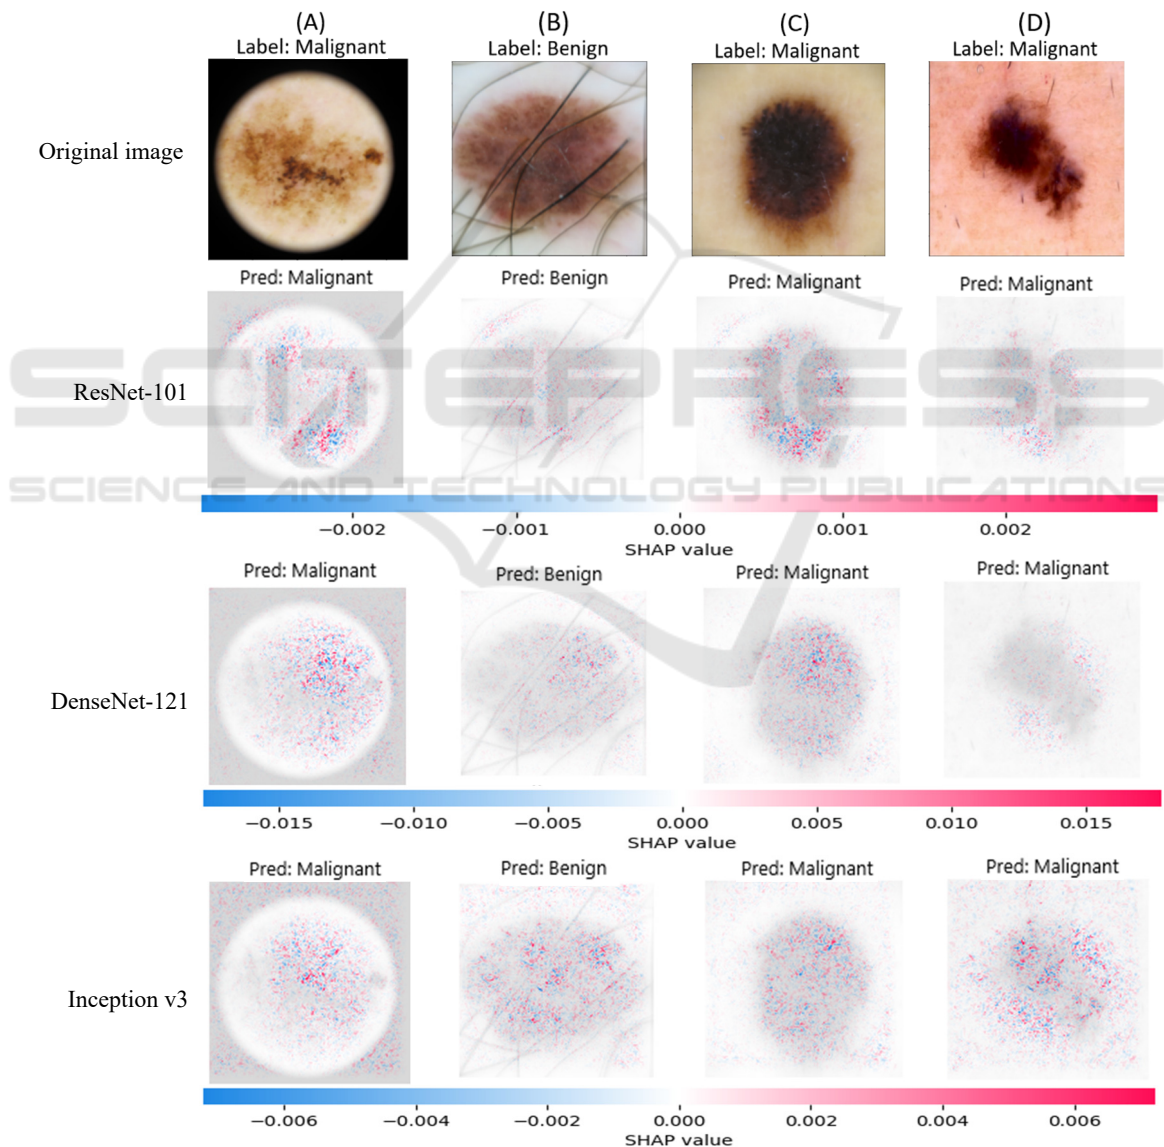 (A) (B) (C) (D)
Label: Malignant Label: Benign Label: Malignant Label: Malignant
Original image
Pred: Malignant Pred: Benign Pred: Malignant Pred: Malignant
SCITEPRESS
ResNet-101
SCIENCE AND TECHNOLOGY PUBLICATIONS
−0.002 −0.001 0.000 0.001 0.002
SHAP value
Pred: Malignant Pred: Benign Pred: Malignant Pred: Malignant
DenseNet-121
−0.015 −0.010 −0.005 0.000 0.005 0.010 0.015
SHAP value
Pred: Malignant Pred: Benign Pred: Malignant Pred: Malignant
Inception v3
−0.006 −0.004 −0.002 0.000 0.002 0.004 0.006
SHAP value